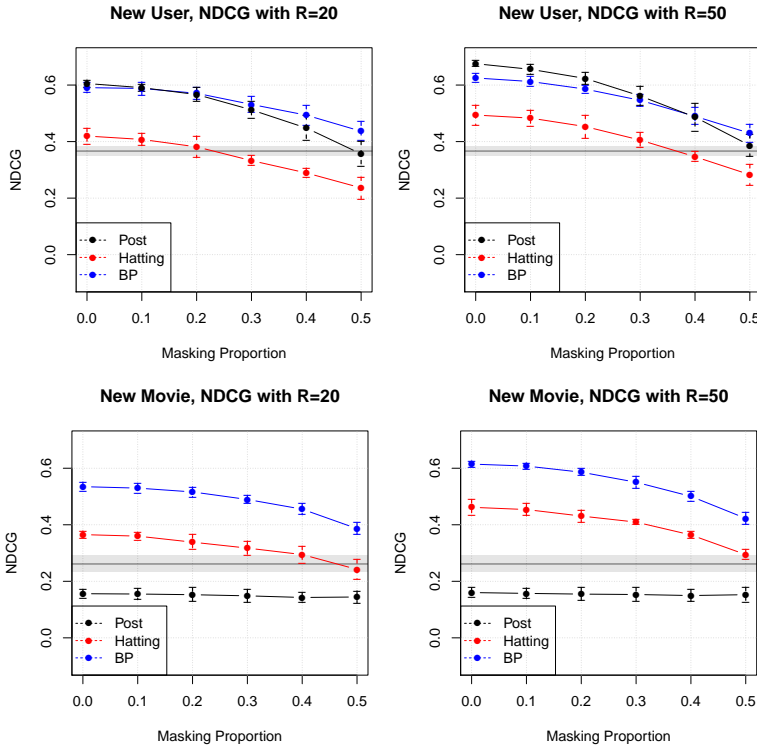 New User, NDCG with R=20
NDCG
0.0
0.2
0.4
0.6
Post
Hatting
BP
0.0 0.1 0.2 0.3 0.4 0.5
Masking Proportion
New User, NDCG with R=50
NDCG
0.0
0.2
0.4
0.6
Post
Hatting
BP
0.0 0.1 0.2 0.3 0.4 0.5
Masking Proportion
New Movie, NDCG with R=20
NDCG
0.0
0.2
0.4
0.6
Post
Hatting
BP
0.0 0.1 0.2 0.3 0.4 0.5
Masking Proportion
New Movie, NDCG with R=50
NDCG
0.0
0.2
0.4
0.6
Post
Hatting
BP
0.0 0.1 0.2 0.3 0.4 0.5
Masking Proportion